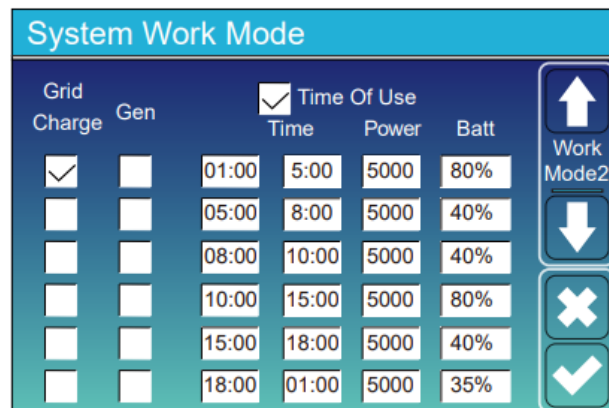 System Work Mode
Grid Charge Gen Time Of Use
Time Power Batt
01:00 5:00 5000 80%
05:00 8:00 5000 40%
08:00 10:00 5000 40%
10:00 15:00 5000 80%
15:00 18:00 5000 40%
18:00 01:00 5000 35%
Work
Mode2